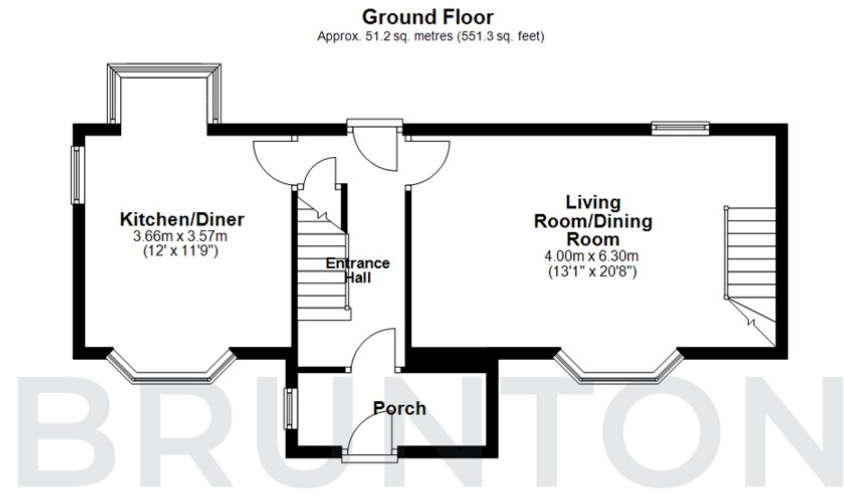 Ground Floor
Approx. 51.2 sq. metres (551.3 sq. feet)
Kitchen/Diner
3.66m x 3.57m
(12' x 11'9")
Living
Room/Dining
Room
4.00m x 6.30m
(13'1" x 20'8")
Entrance
Hall
Porch
BRUNTON